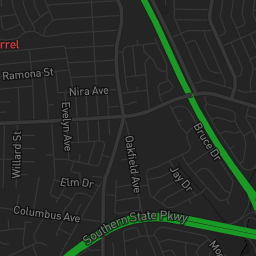 rrel
Ramona St
Nira Ave
Evelyn Ave
Willard St
Oakfield Ave
Bruce Dr
Jay Dr
Elm Dr
Columbus Ave
Southern State Pkwy
Mo